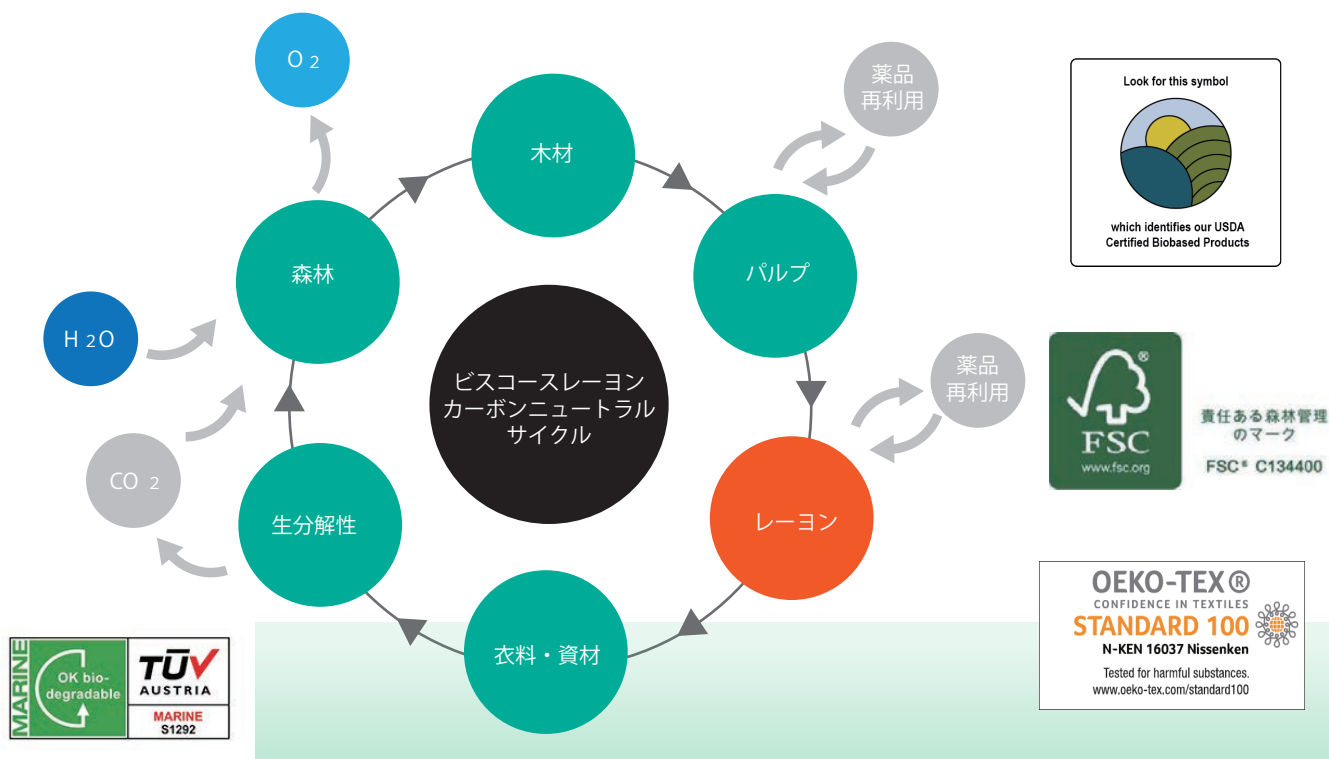 O 2
薬品
再利用
木材
森林
パルプ
H 2O
ビスコースレーヨン
カーボンニュートラル
サイクル
薬品
再利用
CO 2
生分解性
レーヨン
衣料・資材
Look for this symbol
which identifies our USDA
Certified Biobased Products
®
FSC
www.fsc.org
責任ある森林管理
のマーク
FSC® C134400
OEKO-TEX®
CONFIDENCE IN TEXTILES
STANDARD 100
N-KEN 16037 Nissenken
Tested for harmful substances.
www.oeko-tex.com/standard100
MARINE
OK bio-
degradable
TÜV
AUSTRIA
MARINE
S1292